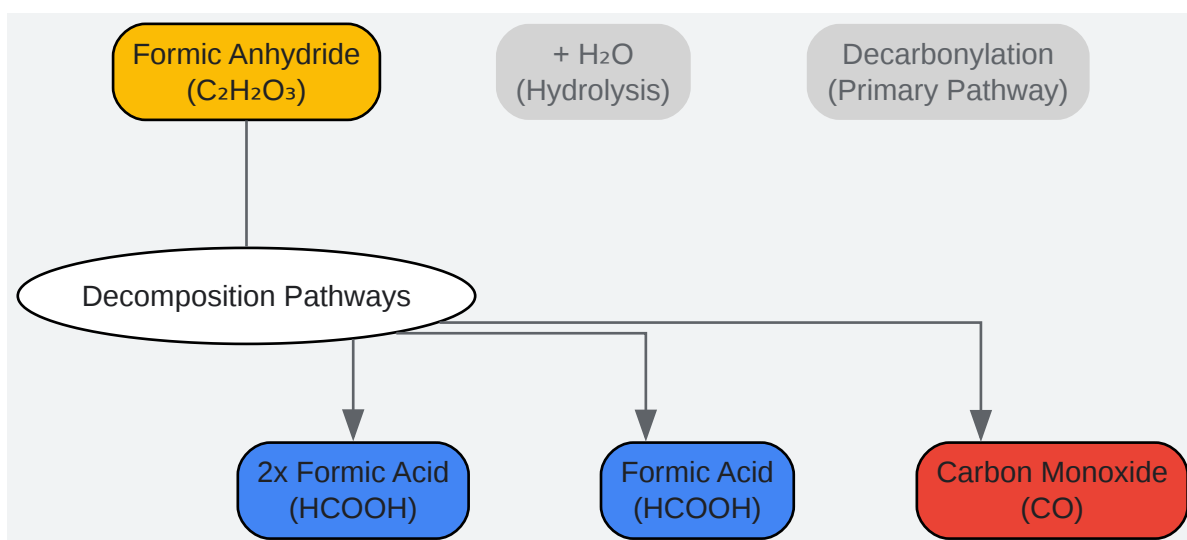 Formic Anhydride
(C₂H₂O₃)
+ H₂O
(Hydrolysis)
Decarbonylation
(Primary Pathway)
Decomposition Pathways
2x Formic Acid
(HCOOH)
Formic Acid
(HCOOH)
Carbon Monoxide
(CO)